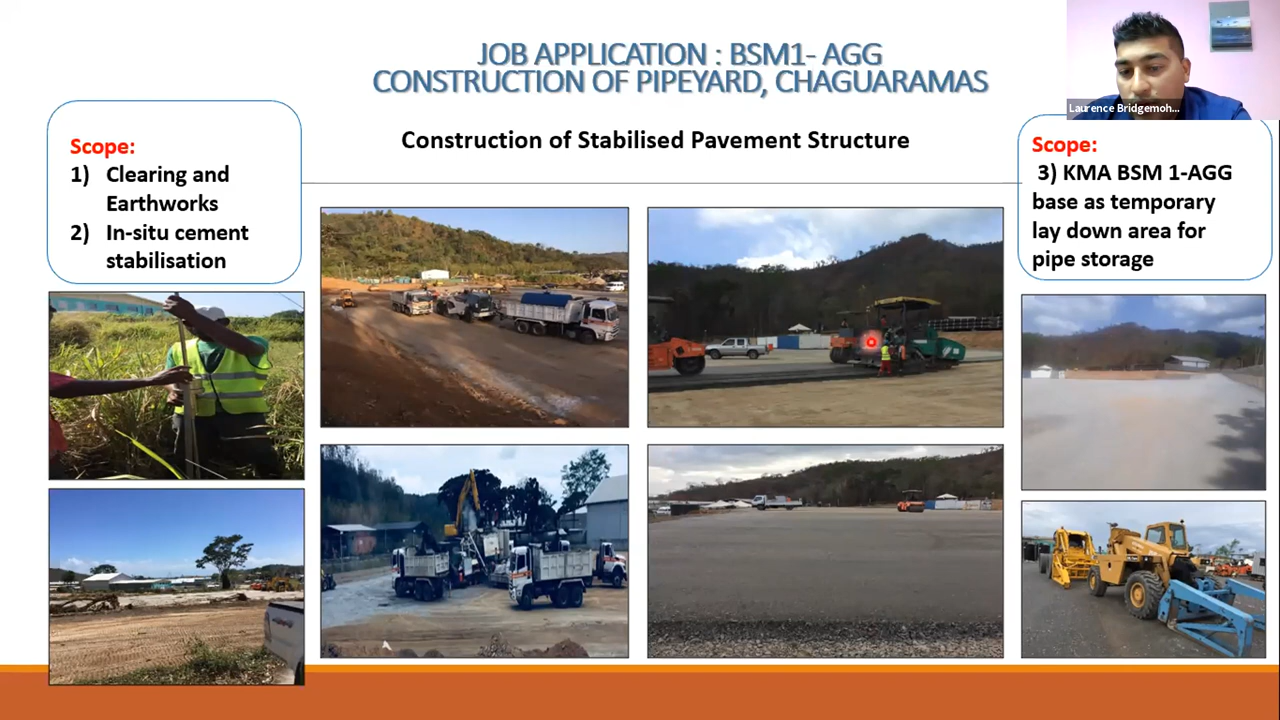 JOB APPLICATION : BSM1- AGG
CONSTRUCTION OF PIPEYARD, CHAGUARAMAS
Laurence Bridgemoh...
Construction of Stabilised Pavement Structure
Scope:
1) Clearing and
Earthworks
2) In-situ cement
stabilisation
Scope:
3) KMA BSM 1-AGG
base as temporary
lay down area for
pipe storage